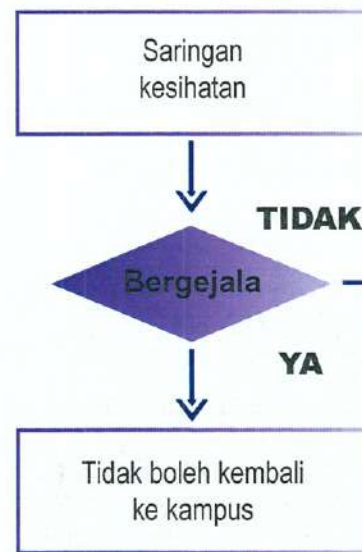 Saringan
kesihatan
TIDAK
Bergejala
YA
Tidak boleh kembali
ke kampus